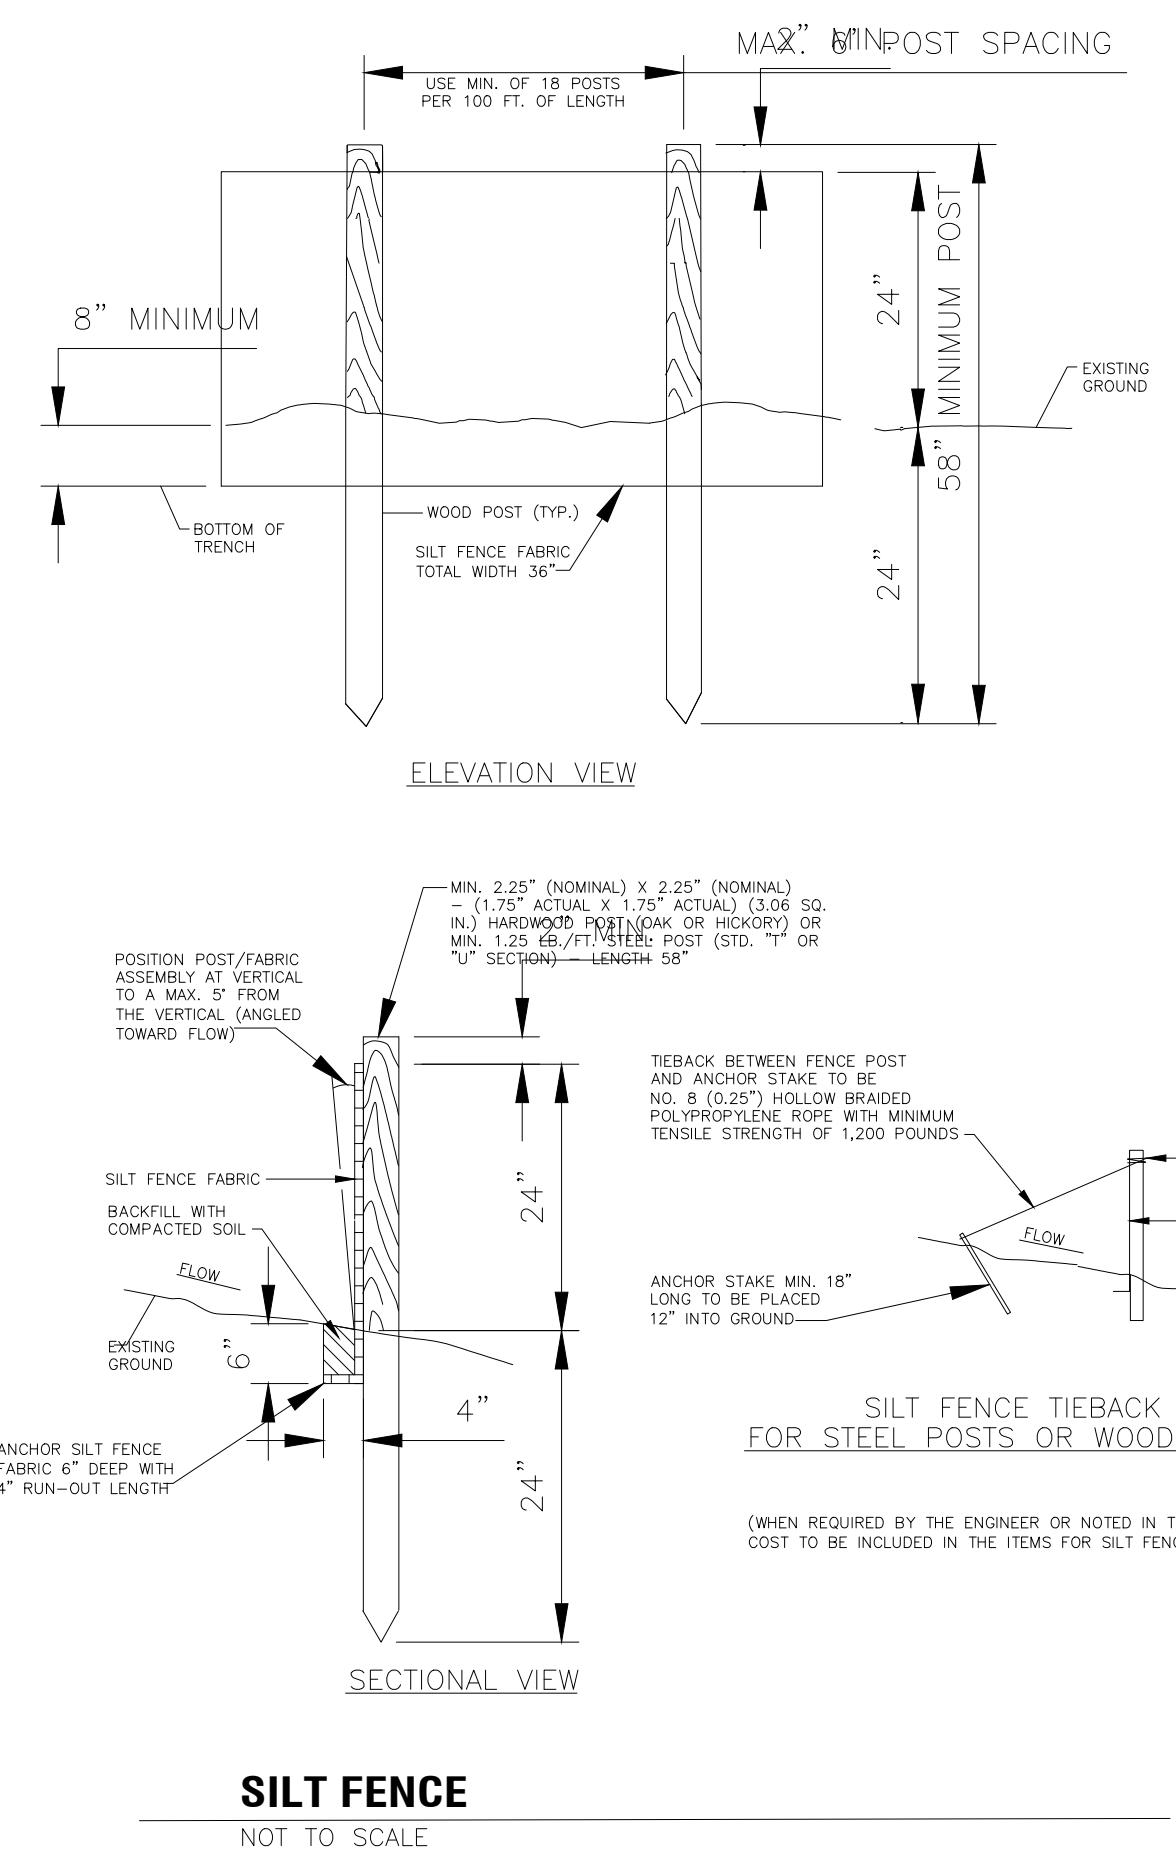 2” MIN.
MAX. 6’ POST SPACING
USE MIN. OF 18 POSTS
PER 100 FT. OF LENGTH
8” MINIMUM
24”
58” MINIMUM POST
EXISTING
GROUND
24”
BOTTOM OF
TRENCH
WOOD POST (TYP.)
SILT FENCE FABRIC
TOTAL WIDTH 36”
ELEVATION VIEW
MIN. 2.25” (NOMINAL) X 2.25” (NOMINAL)
– (1.75” ACTUAL X 1.75” ACTUAL) (3.06 SQ.
IN.) HARDWOOD POST (OAK OR HICKORY) OR
MIN. 1.25 LB./FT. STEEL POST (STD. "T" OR
"U" SECTION) – LENGTH 58”
2” MIN.
POSITION POST/FABRIC
ASSEMBLY AT VERTICAL
TO A MAX. 5° FROM
THE VERTICAL (ANGLED
TOWARD FLOW)
SILT FENCE FABRIC
BACKFILL WITH
COMPACTED SOIL
FLOW
EXISTING
GROUND
6”
24”
4”
24”
ANCHOR SILT FENCE
FABRIC 6” DEEP WITH
4” RUN–OUT LENGTH
SECTIONAL VIEW
TIEBACK BETWEEN FENCE POST
AND ANCHOR STAKE TO BE
NO. 8 (0.25”) HOLLOW BRAIDED
POLYPROPYLENE ROPE WITH MINIMUM
TENSILE STRENGTH OF 1,200 POUNDS
FLOW
ANCHOR STAKE MIN. 18”
LONG TO BE PLACED
12” INTO GROUND
SILT FENCE TIEBACK
FOR STEEL POSTS OR WOOD
(WHEN REQUIRED BY THE ENGINEER OR NOTED IN T
COST TO BE INCLUDED IN THE ITEMS FOR SILT FENC
SILT FENCE
NOT TO SCALE